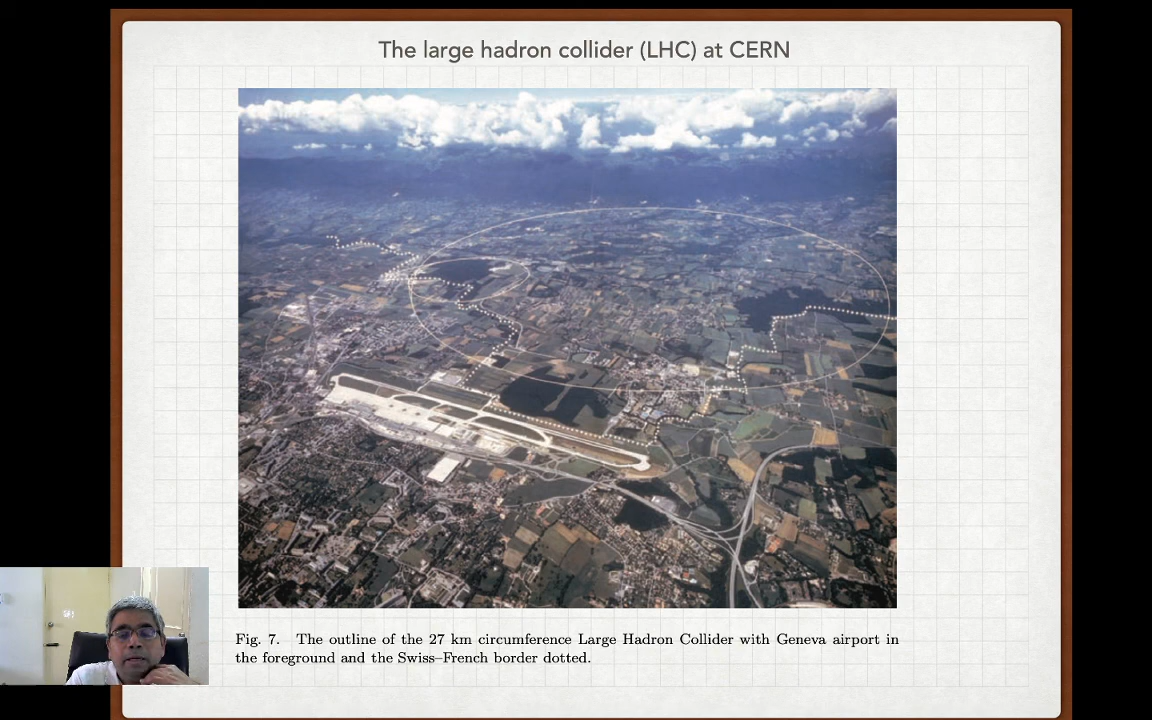 The large hadron collider (LHC) at CERN
Fig. 7. The outline of the 27 km circumference Large Hadron Collider with Geneva airport in
the foreground and the Swiss–French border dotted.